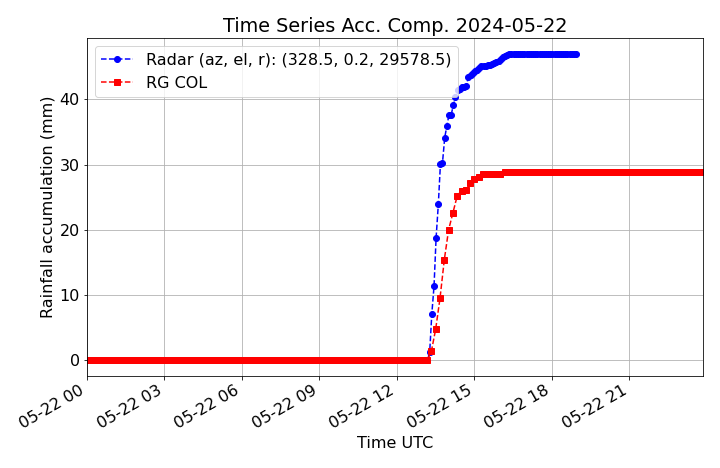 Time Series Acc. Comp. 2024-05-22
Radar (az, el, r): (328.5, 0.2, 29578.5)
RG COL
Rainfall accumulation (mm)
40
30
20
10
0
05-22 00
05-22 03
05-22 06
05-22 09
05-22 12
05-22 15
05-22 18
05-22 21
Time UTC